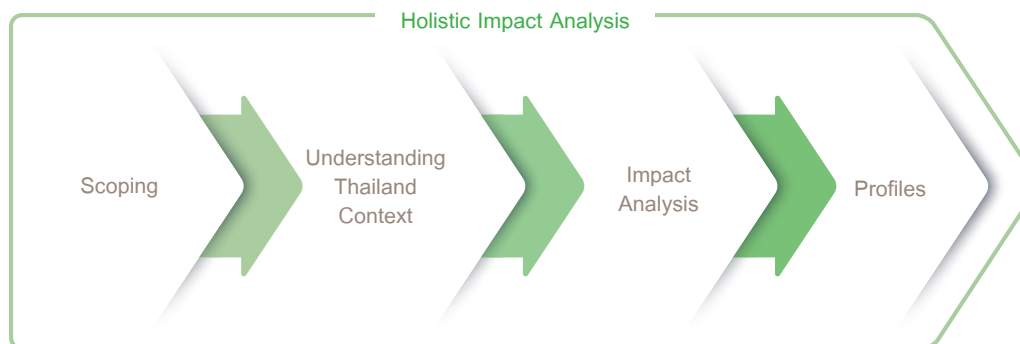 Holistic Impact Analysis
Scoping
Understanding
Thailand
Context
Impact
Analysis
Profiles